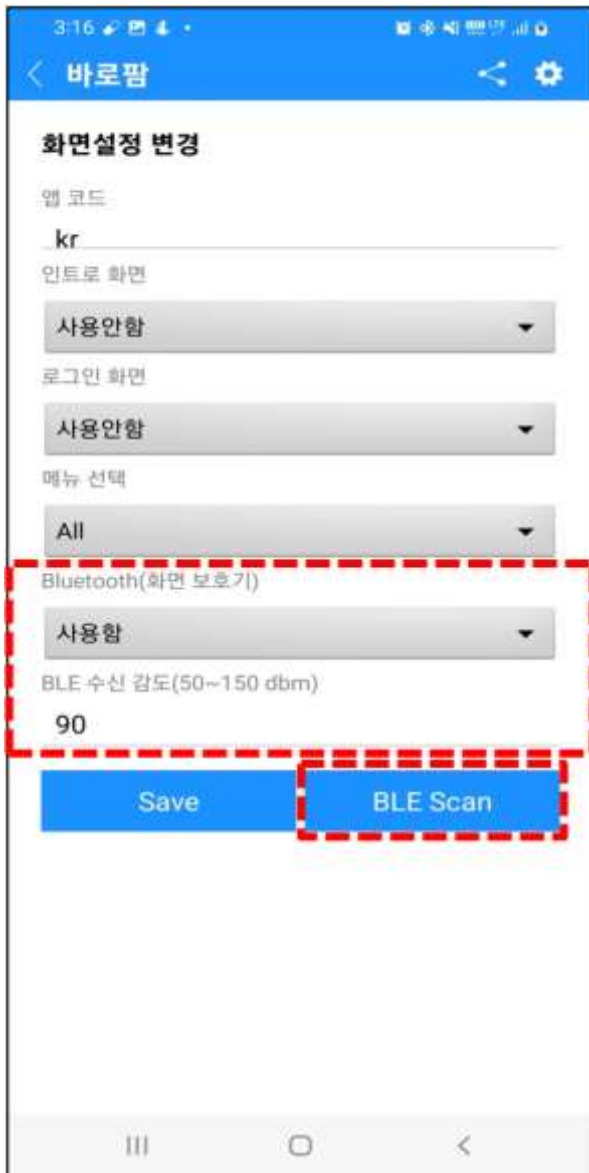 3:16
바로팜
화면설정 변경
앱 코드
kr
인트로 화면
사용안함
로그인 화면
사용안함
메뉴 선택
All
Bluetooth(화면 보호기)
사용함
BLE 수신 감도(50~150 dbm)
90
Save
BLE Scan